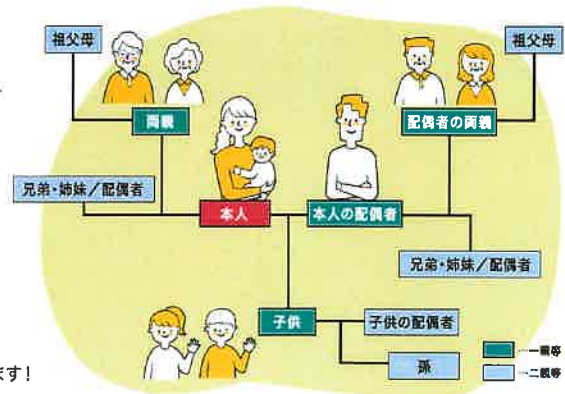 祖父母
祖父母
両親
配偶者の両親
兄弟・姉妹/配偶者
本人
本人の配偶者
兄弟・姉妹/配偶者
子供
子供の配偶者
孫
…一親等
…二親等
ます!